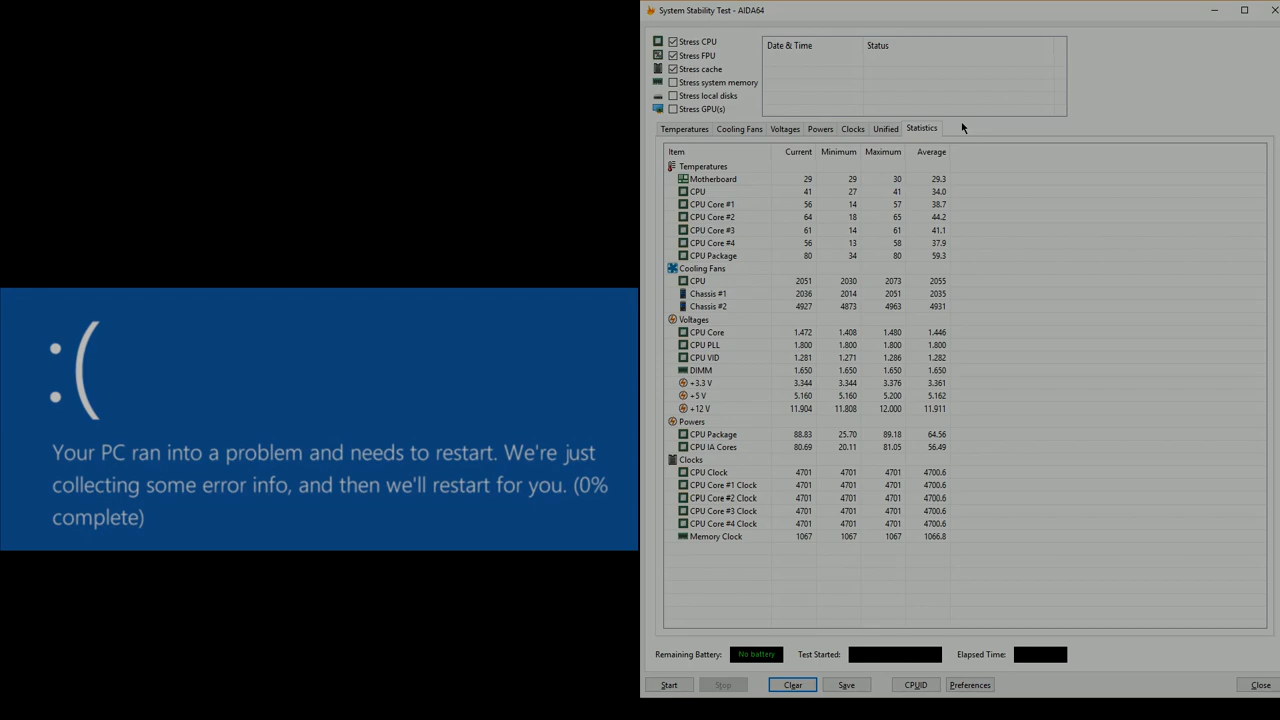 :(
Your PC ran into a problem and needs to restart. We're just
collecting some error info, and then we'll restart for you. (0%
complete)
System Stability Test - AIDA64
Stress CPU
Stress FPU
Stress cache
Stress system memory
Stress local disks
Stress GPU(s)
Date & Time Status
Temperatures Cooling Fans Voltages Powers Clocks Unified Statistics
Item Current Minimum Maximum Average
Temperatures
Motherboard 29 29 30 29.3
CPU 41 27 41 34.0
CPU Core #1 56 14 57 38.7
CPU Core #2 64 18 65 44.2
CPU Core #3 61 14 61 41.1
CPU Core #4 56 13 58 37.9
CPU Package 80 34 80 59.3
Cooling Fans
CPU 2051 2030 2073 2055
Chassis #1 2036 2014 2051 2035
Chassis #2 4927 4873 4963 4931
Voltages
CPU Core 1.472 1.408 1.480 1.446
CPU PLL 1.800 1.800 1.800 1.800
CPU VID 1.281 1.271 1.286 1.282
DIMM 1.650 1.650 1.650 1.650
+3.3 V 3.344 3.344 3.376 3.361
+5 V 5.160 5.160 5.200 5.162
+12 V 11.904 11.808 12.000 11.911
Powers
CPU Package 88.83 25.70 89.18 64.56
CPU IA Cores 80.69 20.11 81.05 56.49
Clocks
CPU Clock 4701 4701 4701 4700.6
CPU Core #1 Clock 4701 4701 4701 4700.6
CPU Core #2 Clock 4701 4701 4701 4700.6
CPU Core #3 Clock 4701 4701 4701 4700.6
CPU Core #4 Clock 4701 4701 4701 4700.6
Memory Clock 1067 1067 1067 1066.8
Remaining Battery: No battery Test Started: Elapsed Time:
Start Stop Clear Save CPUID Preferences Close